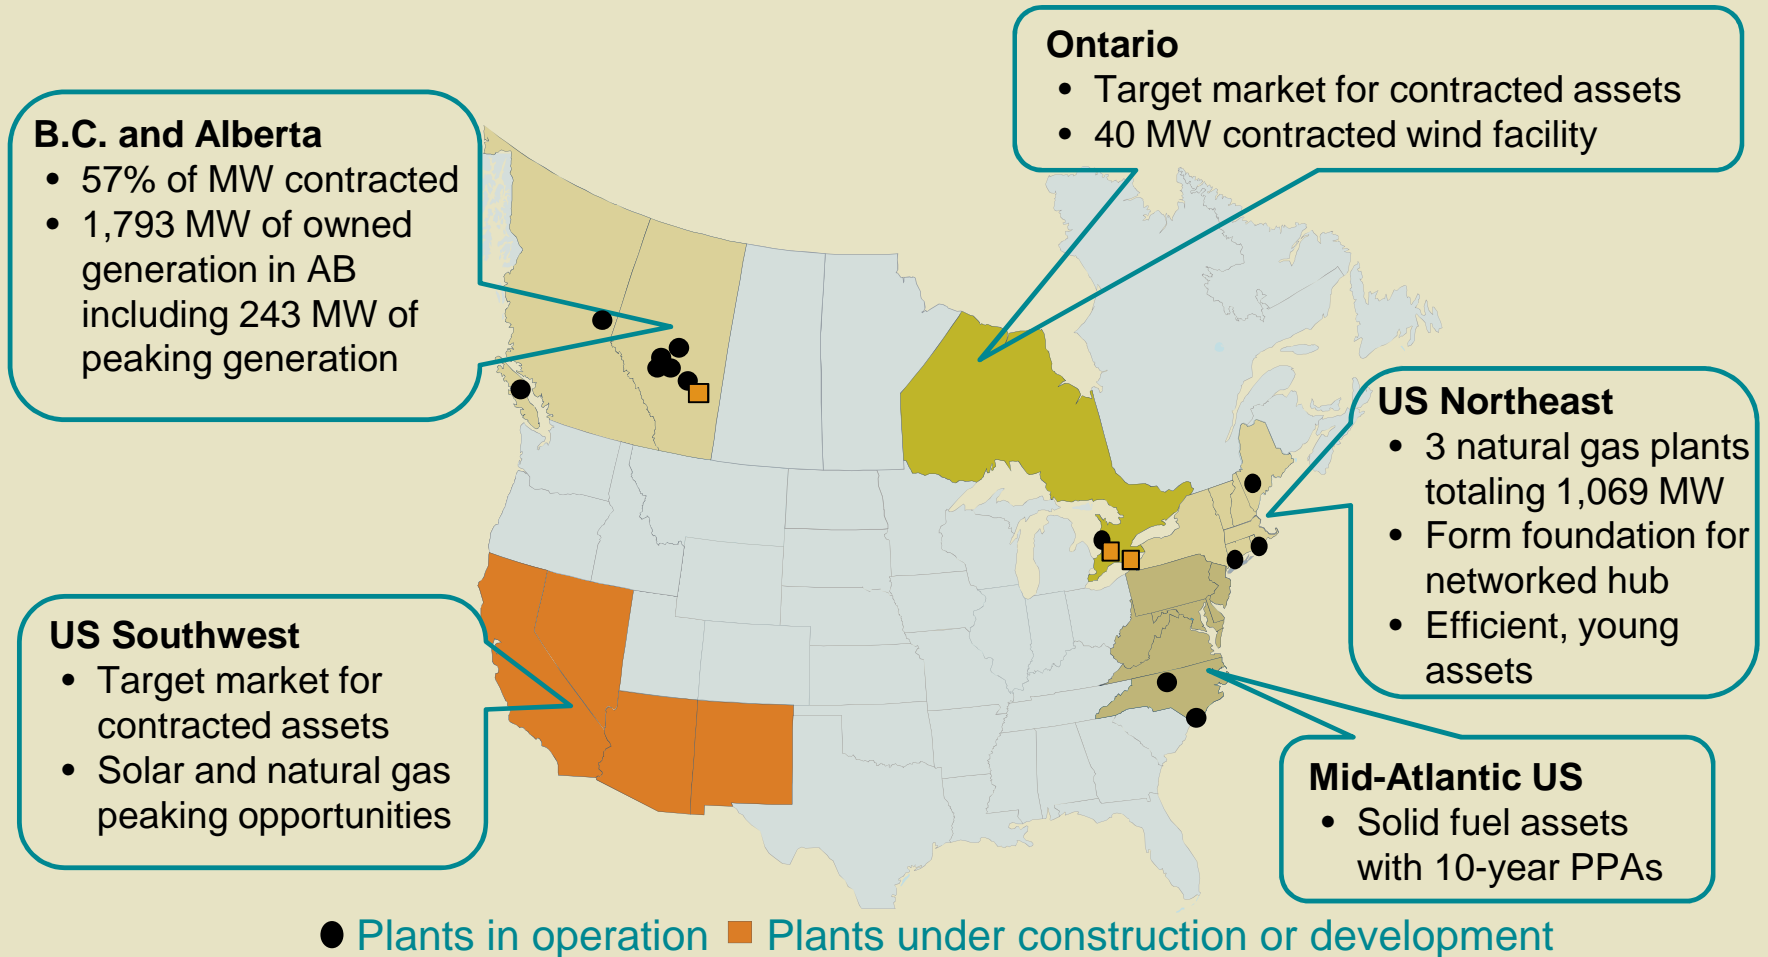 Ontario
• Target market for contracted assets
• 40 MW contracted wind facility
B.C. and Alberta
• 57% of MW contracted
• 1,793 MW of owned
generation in AB
including 243 MW of
peaking generation
US Northeast
• 3 natural gas plants
totaling 1,069 MW
• Form foundation for
networked hub
• Efficient, young
assets
US Southwest
• Target market for
contracted assets
• Solar and natural gas
peaking opportunities
Mid-Atlantic US
• Solid fuel assets
with 10-year PPAs
Plants in operation
Plants under construction or development